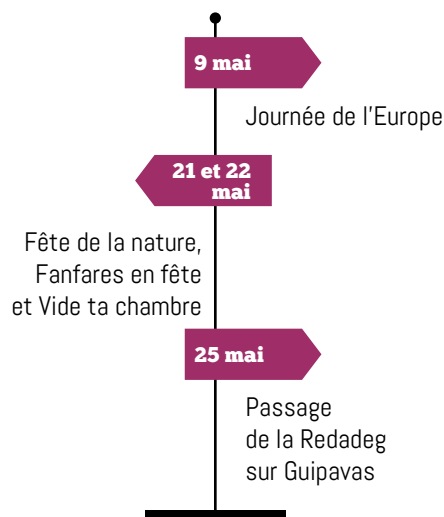 9 mai
Journée de l'Europe
21 et 22
mai
Fête de la nature,
Fanfares en fête
et Vide ta chambre
25 mai
Passage
de la Redadeg
sur Guipavas